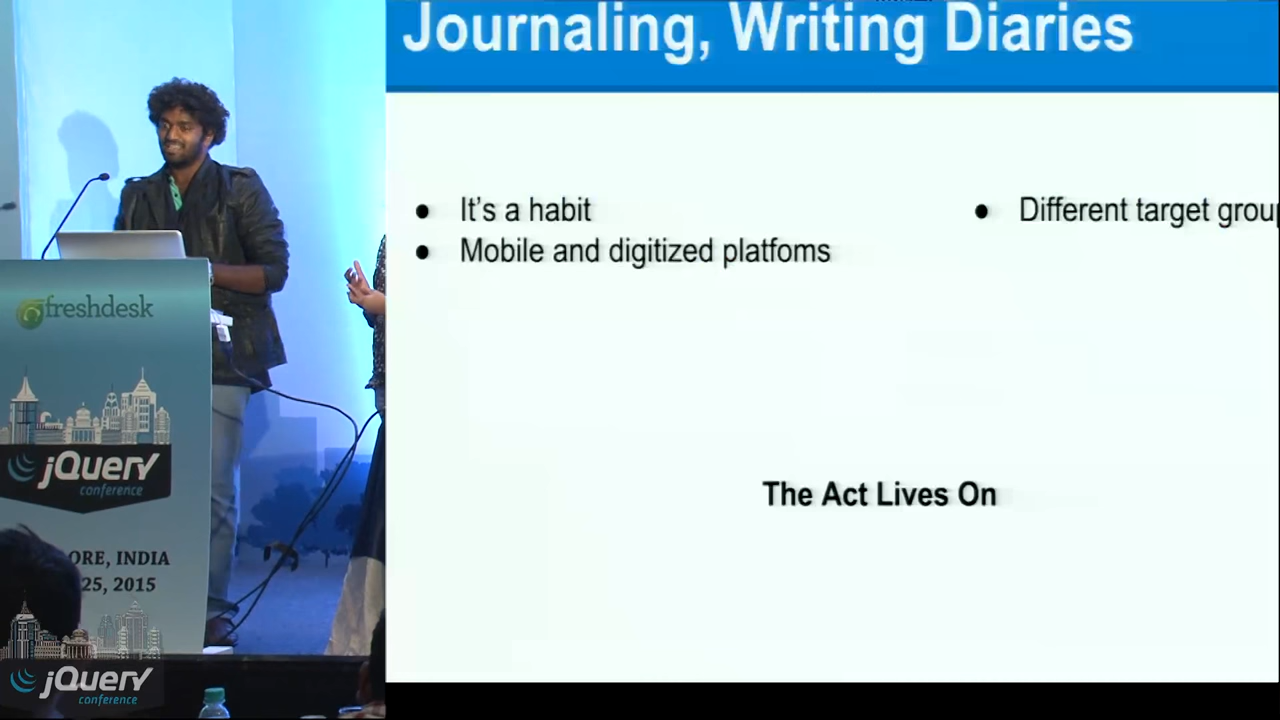 Journaling, Writing Diaries
It's a habit
Different target
Mobile and digitized platfoms
The Act Lives On
freshdesk
jQuery
conference
ORE, INDIA
25, 2015
jQuery
conference